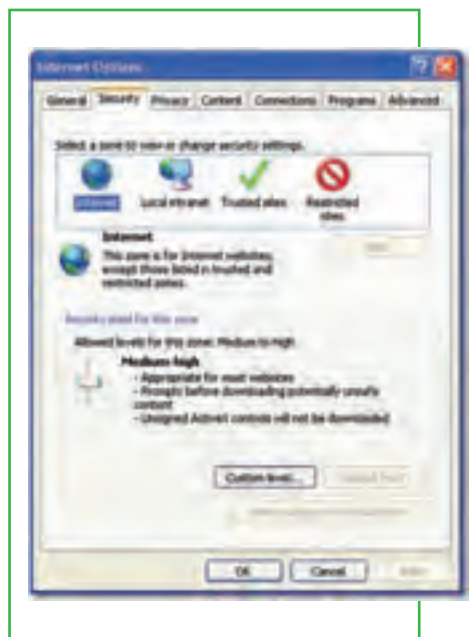 Internet Options
General Security Privacy Content Connections Programs Advanced
Select a zone to view or change security settings.
Internet Local intranet Trusted sites Restricted sites
Internet
This zone is for Internet websites,
except those listed in trusted and
restricted zones.
Security level for this zone
Allowed levels for this zone: Medium to High
Medium-high
- Appropriate for most websites
- Prompts before downloading potentially unsafe
content
- Unsigned ActiveX controls will not be downloaded
Custom level...
OK Cancel